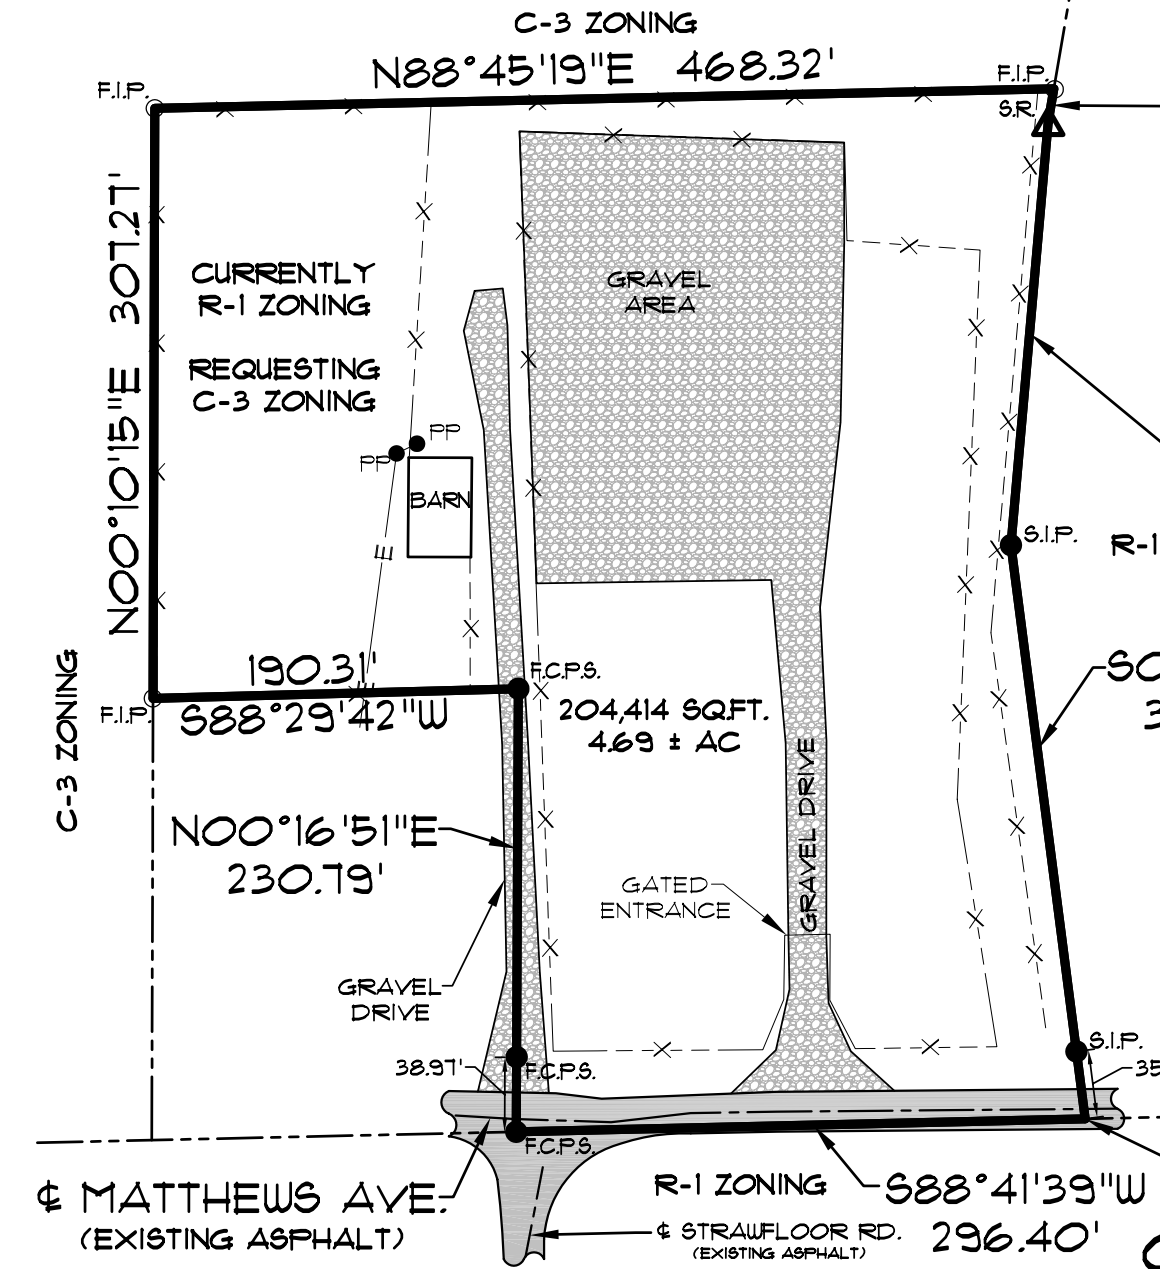 C-3 ZONING
N88°45'19"E 468.32'
F.I.P.
F.I.P.
S.R.
N00°10'15"E 307.27'
CURRENTLY
R-1 ZONING
REQUESTING
C-3 ZONING
GRAVEL
AREA
PP
PP
BARN
E
S.I.P.
R-1
190.31'
S88°29'42"W
F.C.P.S.
F.I.P.
C-3 ZONING
204,414 SQ.FT.
4.69 ± AC
SO
3
GRAVEL DRIVE
N00°16'51"E
230.79'
GATED
ENTRANCE
GRAVEL
DRIVE
38.97'
F.C.P.S.
S.I.P.
35
F.C.P.S.
℄ MATTHEWS AVE.
(EXISTING ASPHALT)
R-1 ZONING
S88°41'39"W
296.40'
℄ STRAWFLOOR RD.
(EXISTING ASPHALT)